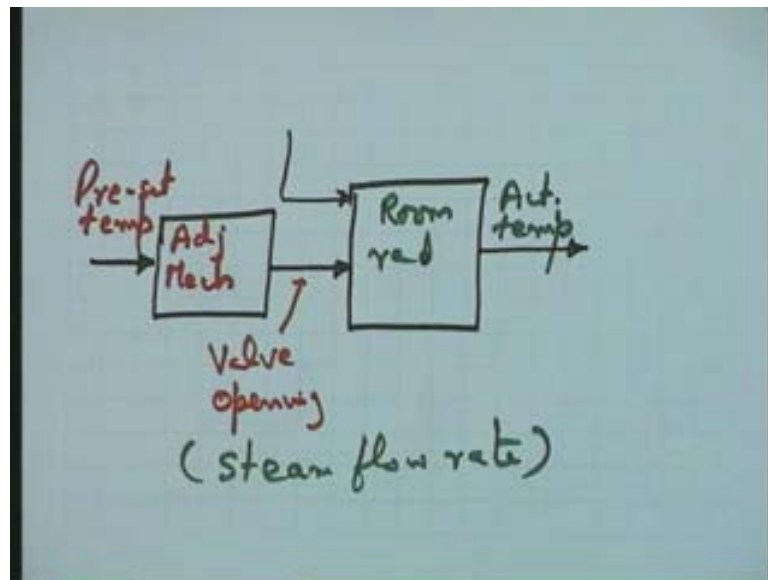 Pre-set
temp
Adj
Mech
Valve
opening
(steam flow rate)
Room
rad
Act.
temp